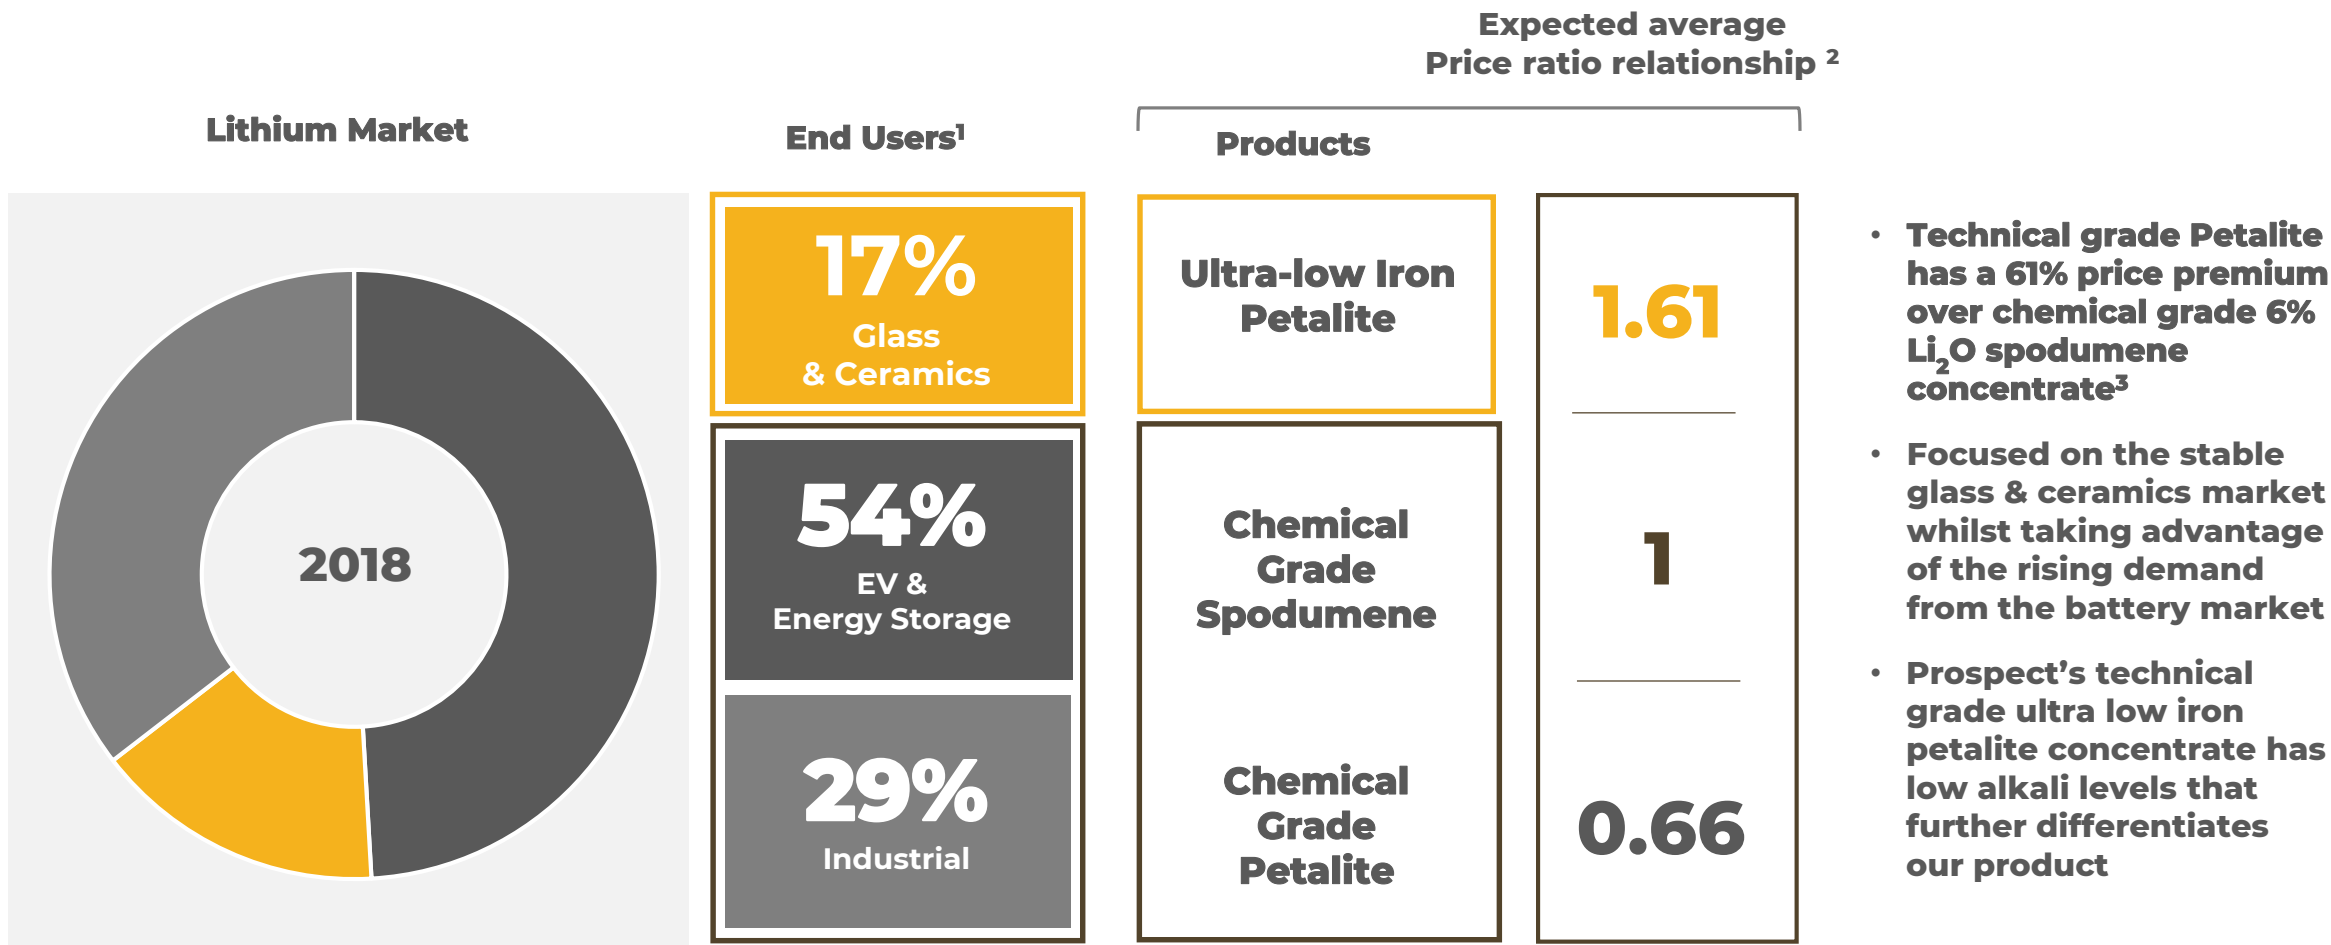 Expected average
Price ratio relationship ²
Lithium Market
End Users¹
Products
2018
17%
Glass
& Ceramics
54%
EV &
Energy Storage
29%
Industrial
Ultra-low Iron
Petalite
Chemical
Grade
Spodumene
Chemical
Grade
Petalite
1.61
1
0.66
• Technical grade Petalite
has a 61% price premium
over chemical grade 6%
Li₂O spodumene
concentrate³
• Focused on the stable
glass & ceramics market
whilst taking advantage
of the rising demand
from the battery market
• Prospect’s technical
grade ultra low iron
petalite concentrate has
low alkali levels that
further differentiates
our product